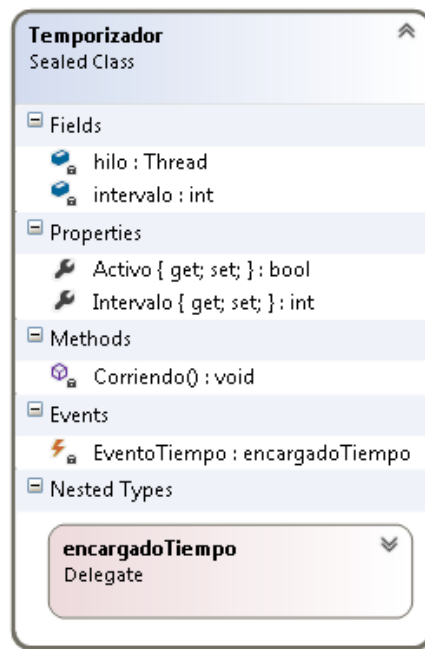 Temporizador
Sealed Class
Fields
hilo : Thread
intervalo : int
Properties
Activo { get; set; } : bool
Intervalo { get; set; } : int
Methods
Corriendo() : void
Events
EventoTiempo : encargadoTiempo
Nested Types
encargadoTiempo
Delegate